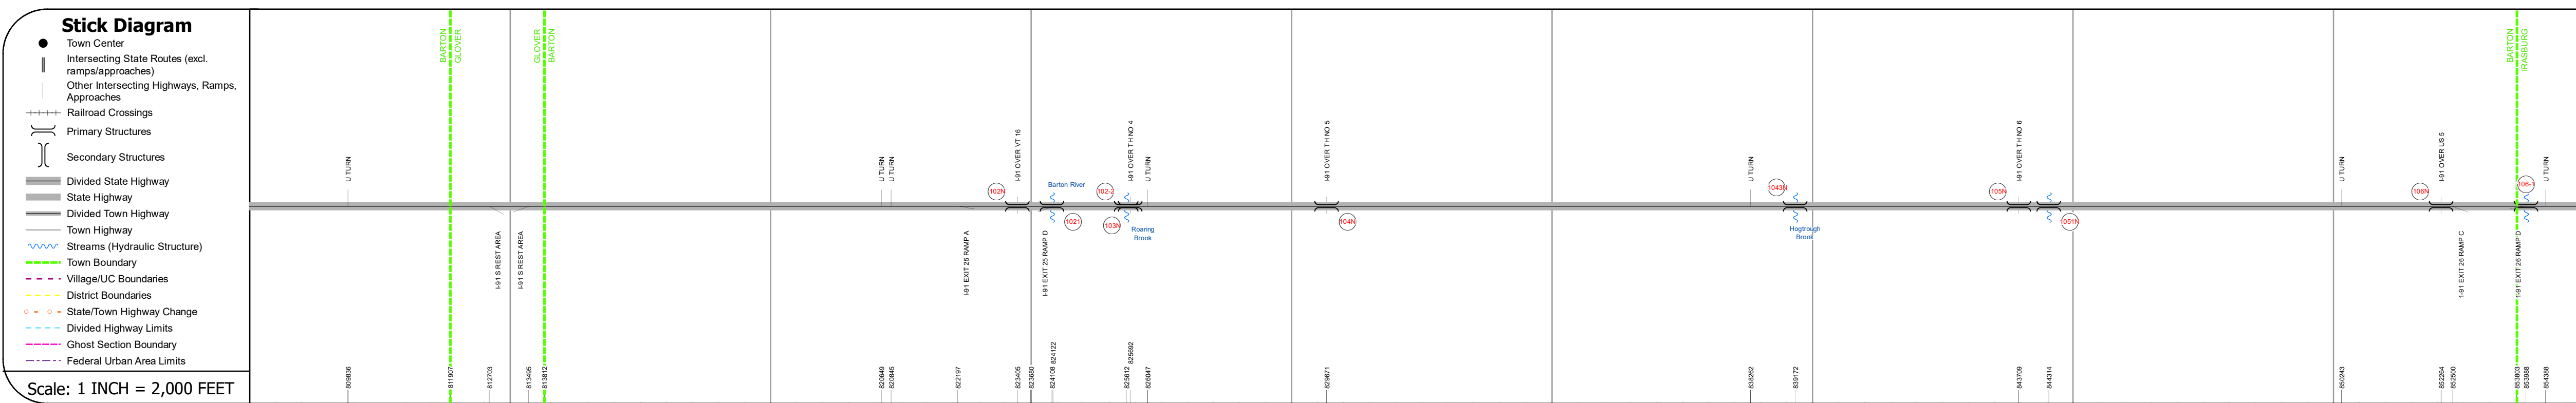 Stick Diagram
Town Center
Intersecting State Routes (excl.
ramps/approaches)
Other Intersecting Highways, Ramps,
Approaches
Railroad Crossings
Primary Structures
Secondary Structures
Divided State Highway
State Highway
Divided Town Highway
Town Highway
Streams (Hydraulic Structure)
Town Boundary
Village/UC Boundaries
District Boundaries
State/Town Highway Change
Divided Highway Limits
Ghost Section Boundary
Federal Urban Area Limits
Scale: 1 INCH = 2,000 FEET
BARTON
GLOVER
GLOVER
BARTON
BARTON
IRASBURG
U TURN
U TURN
U TURN
I-91 OVER VT 16
I-91 OVER TH NO 4
U TURN
I-91 OVER TH NO 5
U TURN
I-91 OVER TH NO 6
U TURN
I-91 OVER US 5
U TURN
102N
Barton River
102-2
1043N
105N
106N
106-1
1021
103N
Roaring
Brook
104N
Hogtrough
Brook
1051N
I-91 S REST AREA
I-91 S REST AREA
I-91 EXIT 25 RAMP A
I-91 EXIT 25 RAMP D
I-91 EXIT 26 RAMP C
I-91 EXIT 26 RAMP D
809836
811907
812703
813495
813812
820649
820845
822197
823405
823680
824108
824122
825612
825692
826047
829671
838262
839172
843709
844314
850243
852264
852500
853803
853988
854388